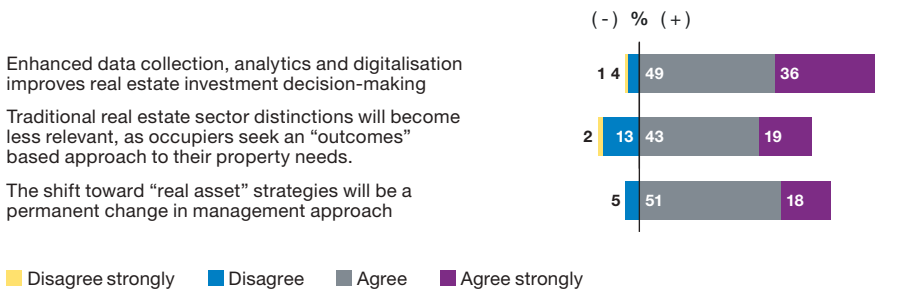 (-) % (+)
Enhanced data collection, analytics and digitalisation
improves real estate investment decision-making
1 4 49 36
Traditional real estate sector distinctions will become
less relevant, as occupiers seek an “outcomes”
based approach to their property needs.
2 13 43 19
The shift toward “real asset” strategies will be a
permanent change in management approach
5 51 18
Disagree strongly Disagree Agree Agree strongly